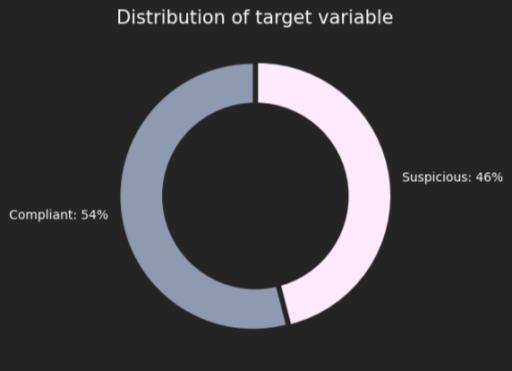 Distribution of target variable
Suspicious: 46%
Compliant: 54%